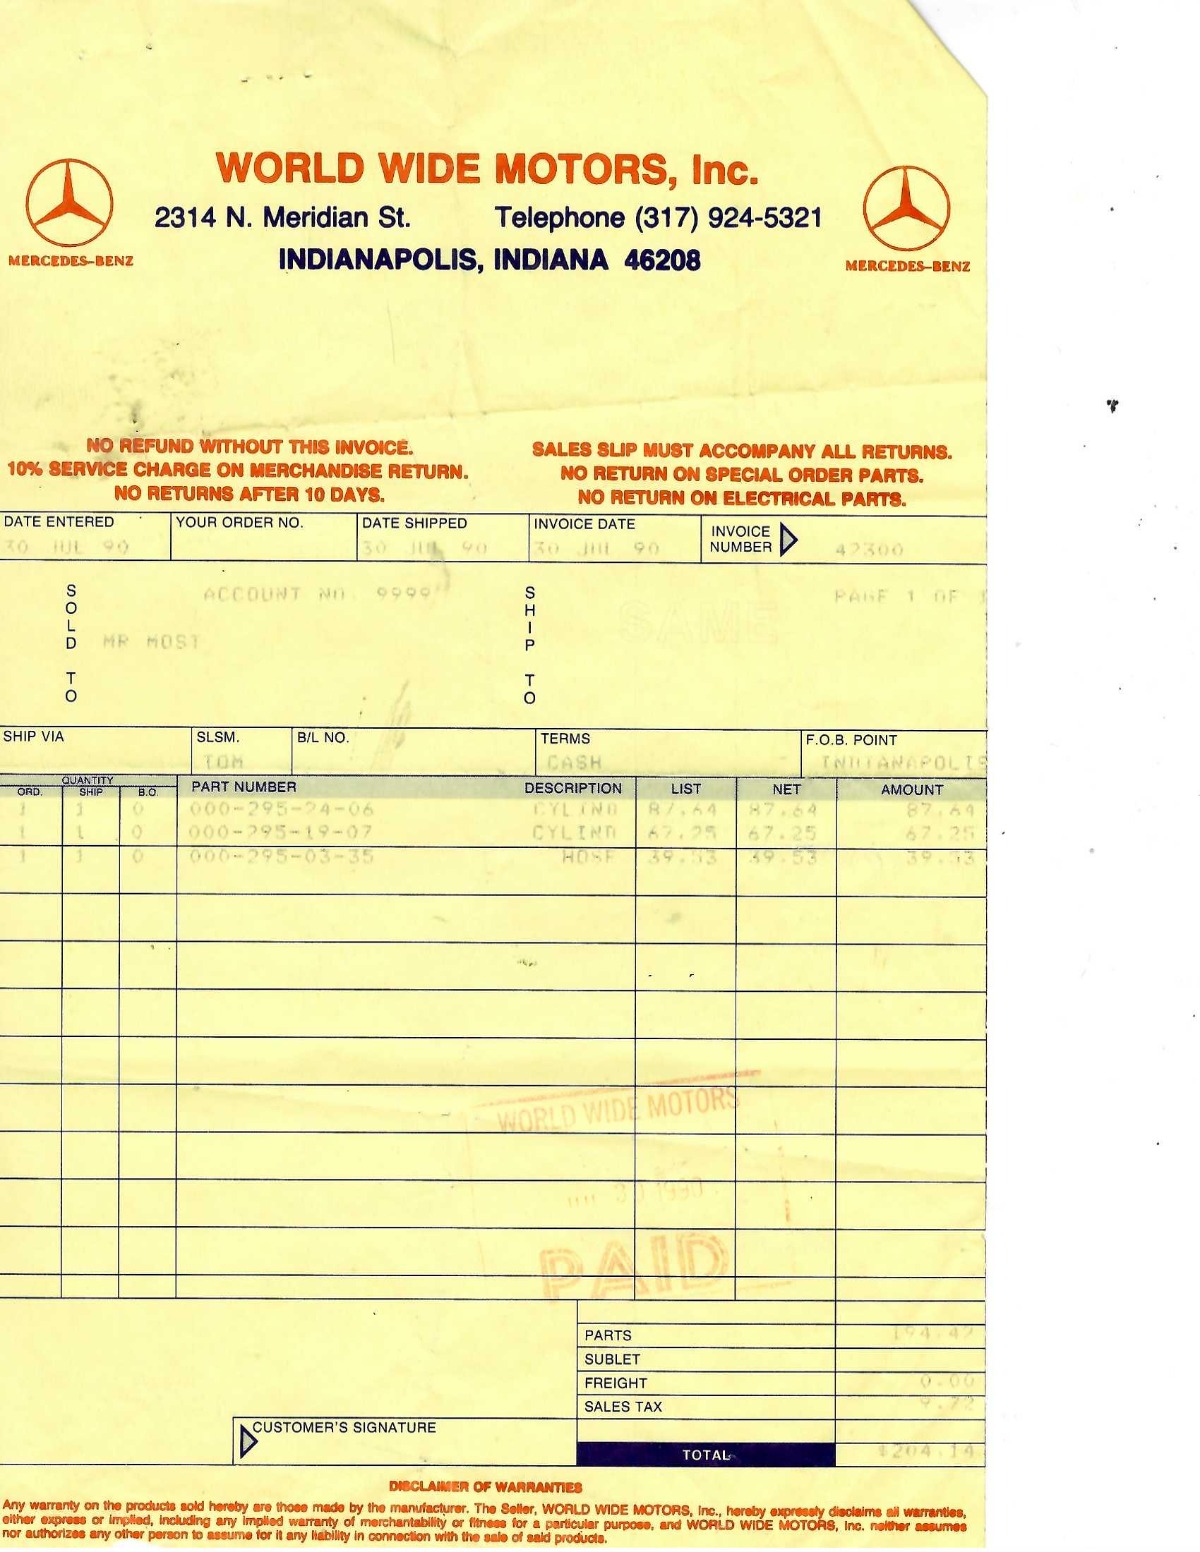 WORLD WIDE MOTORS, Inc.
2314 N. Meridian St. Telephone (317) 924-5321
INDIANAPOLIS, INDIANA 46208
MERCEDES-BENZ
MERCEDES-BENZ
NO REFUND WITHOUT THIS INVOICE.
10% SERVICE CHARGE ON MERCHANDISE RETURN.
NO RETURNS AFTER 10 DAYS.
SALES SLIP MUST ACCOMPANY ALL RETURNS.
NO RETURN ON SPECIAL ORDER PARTS.
NO RETURN ON ELECTRICAL PARTS.
DATE ENTERED YOUR ORDER NO. DATE SHIPPED INVOICE DATE INVOICE NUMBER
30 JUL 90 30 JUL 90 30 JUL 90 42300
SOLD TO
ACCOUNT NO. 9999
MR MOST
SHIP TO
SAME
PAGE 1 OF 1
SHIP VIA SLSM. B/L NO. TERMS F.O.B. POINT
TOM CASH INDIANAPOLIS
QUANTITY
ORD. SHIP B.O. PART NUMBER DESCRIPTION LIST NET AMOUNT
1 1 0 000-295-24-06 CYLIND 87.64 87.64 87.64
1 1 0 000-295-19-07 CYLIND 67.25 67.25 67.25
1 1 0 000-295-03-35 HOSE 39.53 39.53 39.53
WORLD WIDE MOTORS
30 1990
PAID
PARTS 194.42
SUBLET
FREIGHT 0.00
SALES TAX 9.72
CUSTOMER'S SIGNATURE
TOTAL $204.14
DISCLAIMER OF WARRANTIES
Any warranty on the products sold hereby are those made by the manufacturer. The Seller, WORLD WIDE MOTORS, Inc., hereby expressly disclaims all warranties,
either express or implied, including any implied warranty of merchantability or fitness for a particular purpose, and WORLD WIDE MOTORS, Inc. neither assumes
nor authorizes any other person to assume for it any liability in connection with the sale of said products.